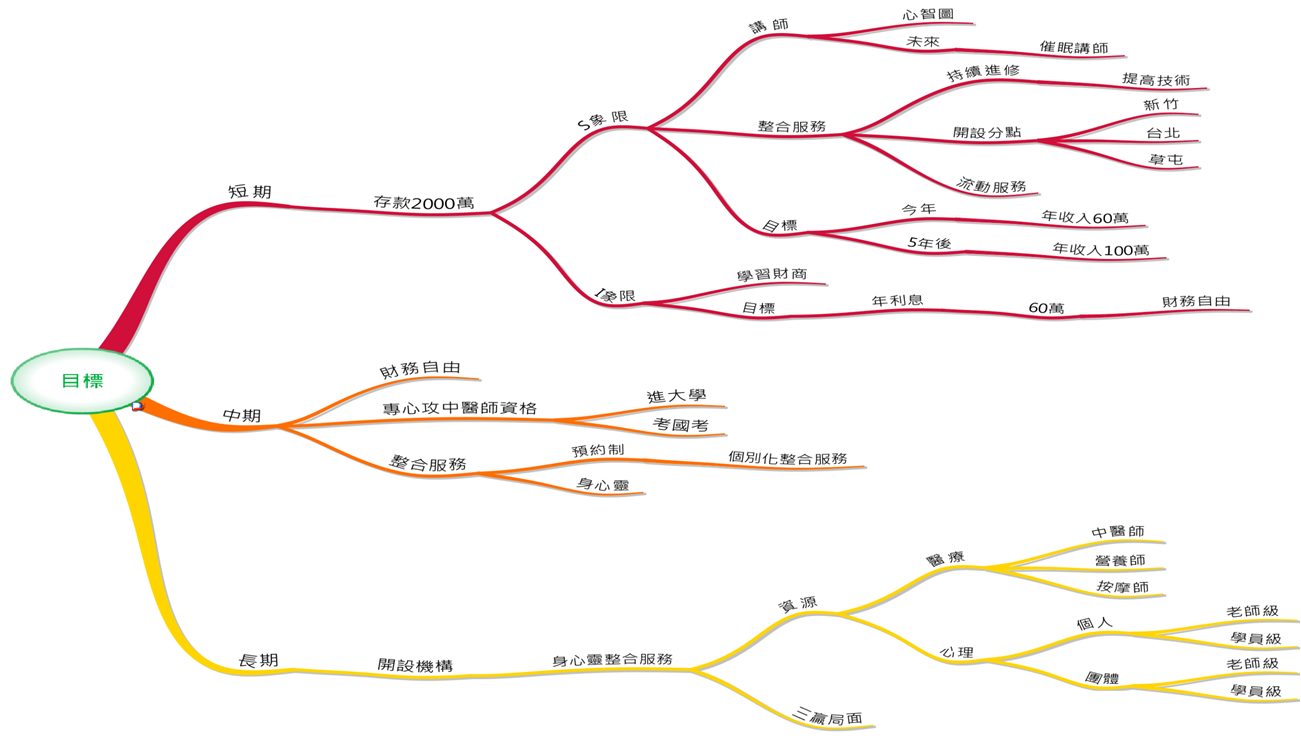 目標
短期
存款2000萬
S象限
講師
心智圖
未來
催眠講師
整合服務
持續進修
提高技術
開設分點
新竹
台北
草屯
流動服務
目標
今年
年收入60萬
5年後
年收入100萬
I象限
學習財商
目標
年利息
60萬
財務自由
中期
財務自由
專心攻中醫師資格
進大學
考國考
整合服務
預約制
個別化整合服務
身心靈
長期
開設機構
身心靈整合服務
資源
醫療
中醫師
營養師
按摩師
心理
個人
老師級
學員級
團體
老師級
學員級
三贏局面